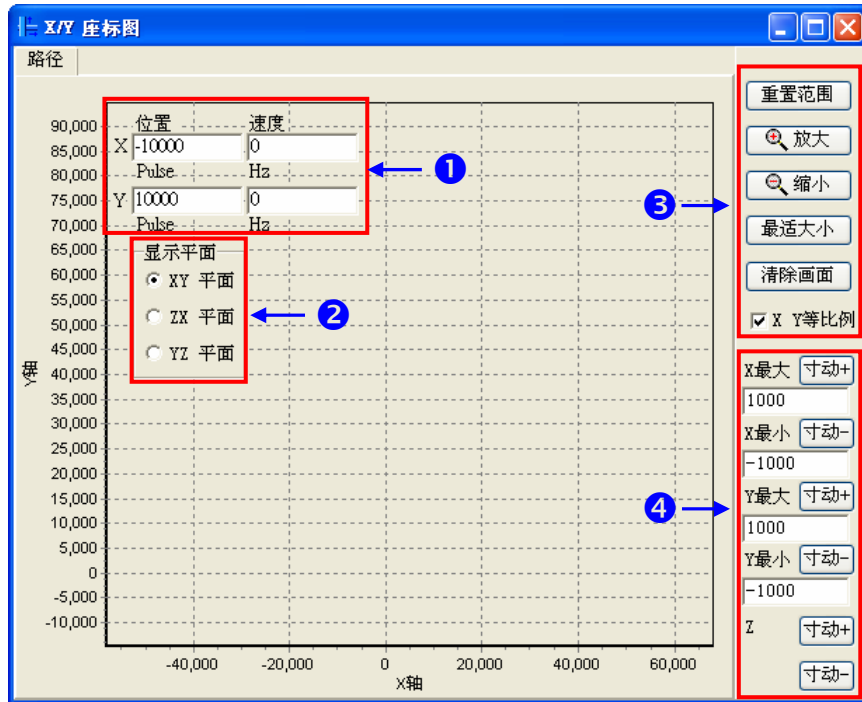 X/Y 座标图
路径
位置 速度
X -10000 0
Pulse Hz
Y 10000 0
Pulse Hz
❶
显示平面
XY 平面
ZX 平面
YZ 平面
❷
90,000
85,000
80,000
75,000
70,000
65,000
60,000
55,000
50,000
45,000
40,000
35,000
30,000
25,000
20,000
15,000
10,000
5,000
0
-5,000
-10,000
Y轴
-40,000 -20,000 0 20,000 40,000 60,000
X轴
❸
重置范围
放大
缩小
最适大小
清除画面
X Y等比例
❹
X最大 寸动+
1000
X最小 寸动-
-1000
Y最大 寸动+
1000
Y最小 寸动-
-1000
Z 寸动+
寸动-